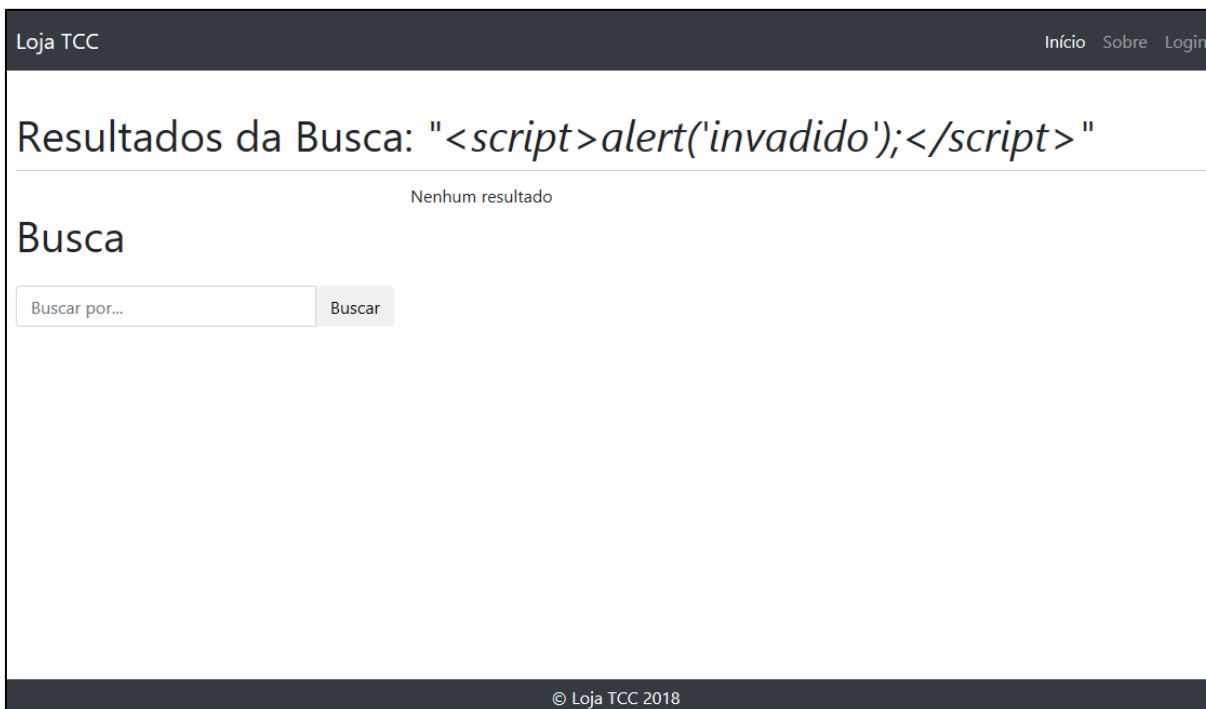 Loja TCC
Início Sobre Login
Resultados da Busca: "<script>alert('invadido');</script>"
Nenhum resultado
Busca
Buscar por...
Buscar
© Loja TCC 2018